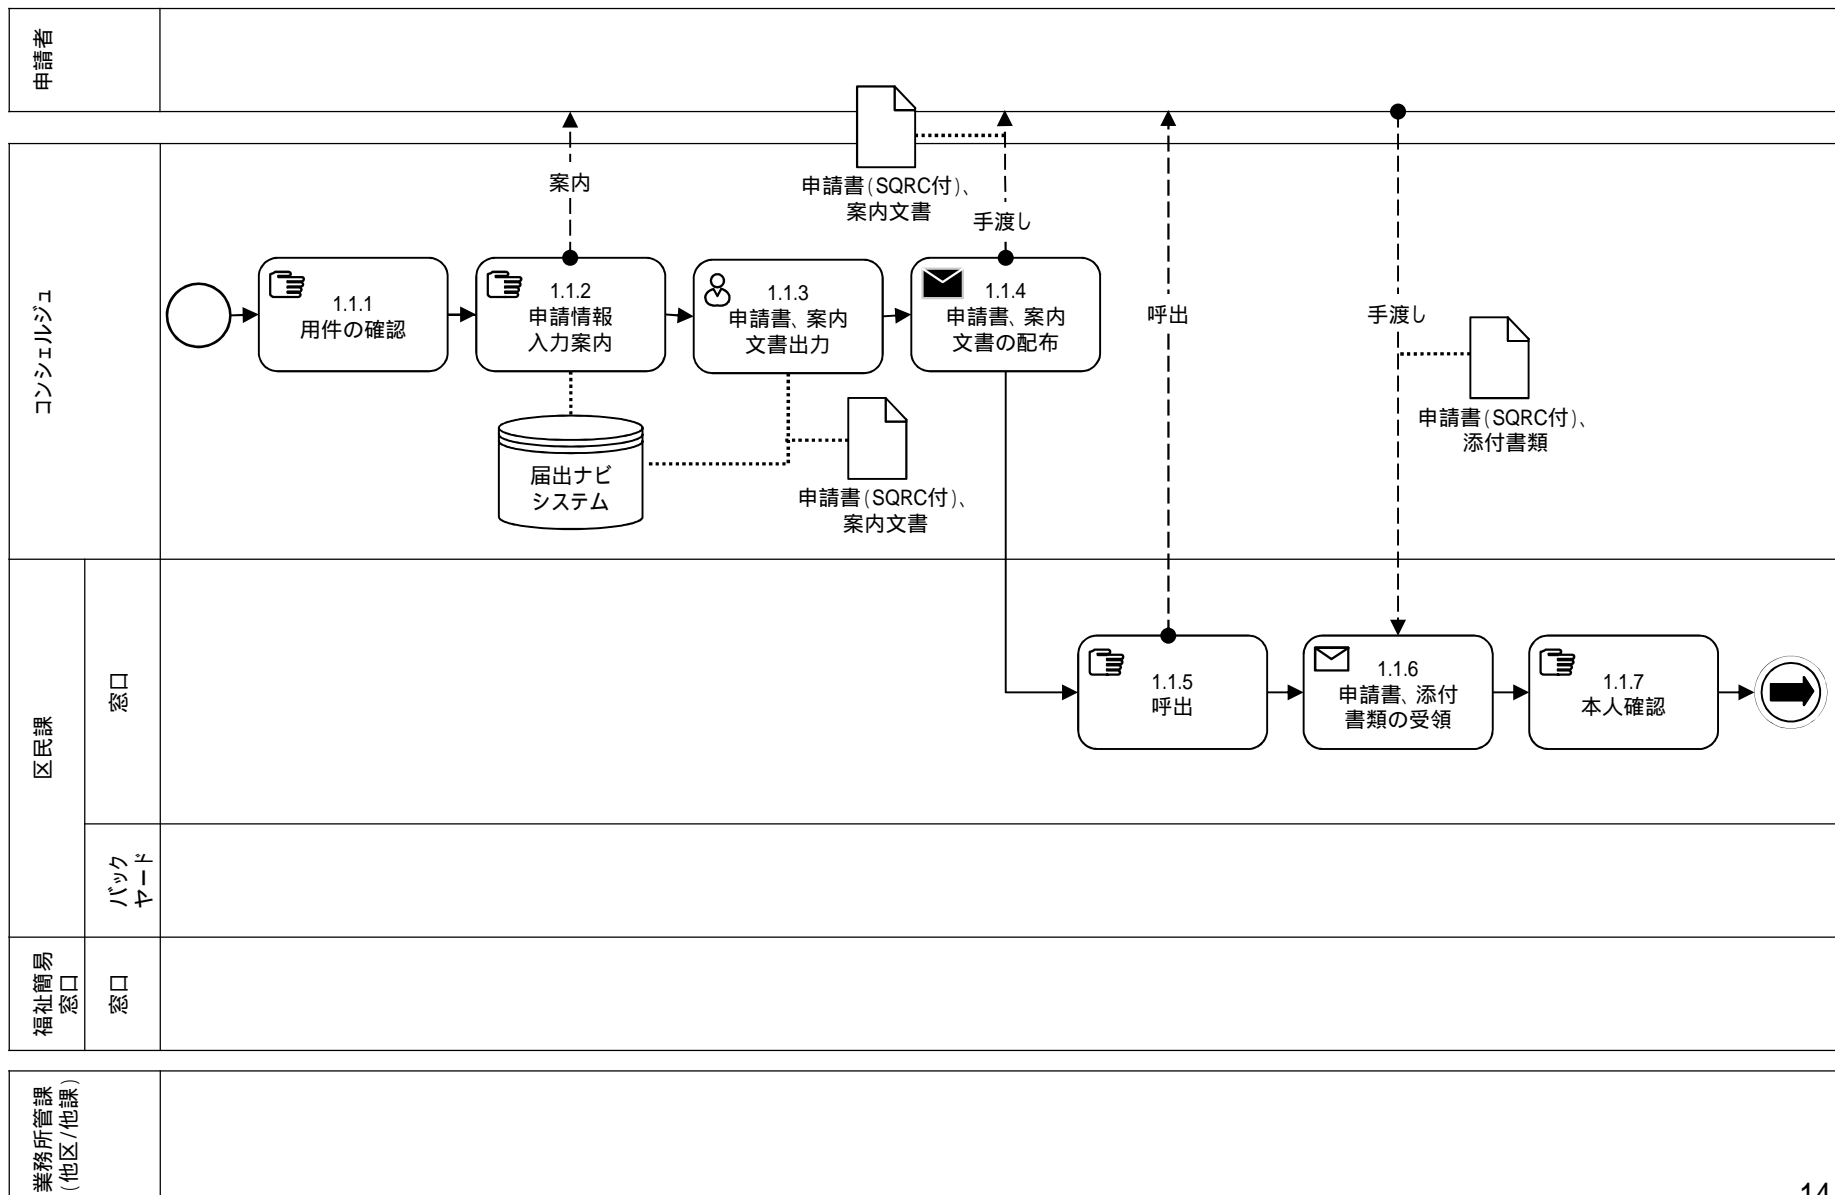 申請者
コンシェルジュ
案内
申請書(SQRC付)、
案内文書
手渡し
1.1.1
用件の確認
1.1.2
申請情報
入力案内
1.1.3
申請書、案内
文書出力
1.1.4
申請書、案内
文書の配布
呼出
手渡し
申請書(SQRC付)、
添付書類
届出ナビ
システム
申請書(SQRC付)、
案内文書
区民課
窓口
1.1.5
呼出
1.1.6
申請書、添付
書類の受領
1.1.7
本人確認
バック
ヤード
福祉簡易
窓口
窓口
業務所管課
(他区/他課)
14